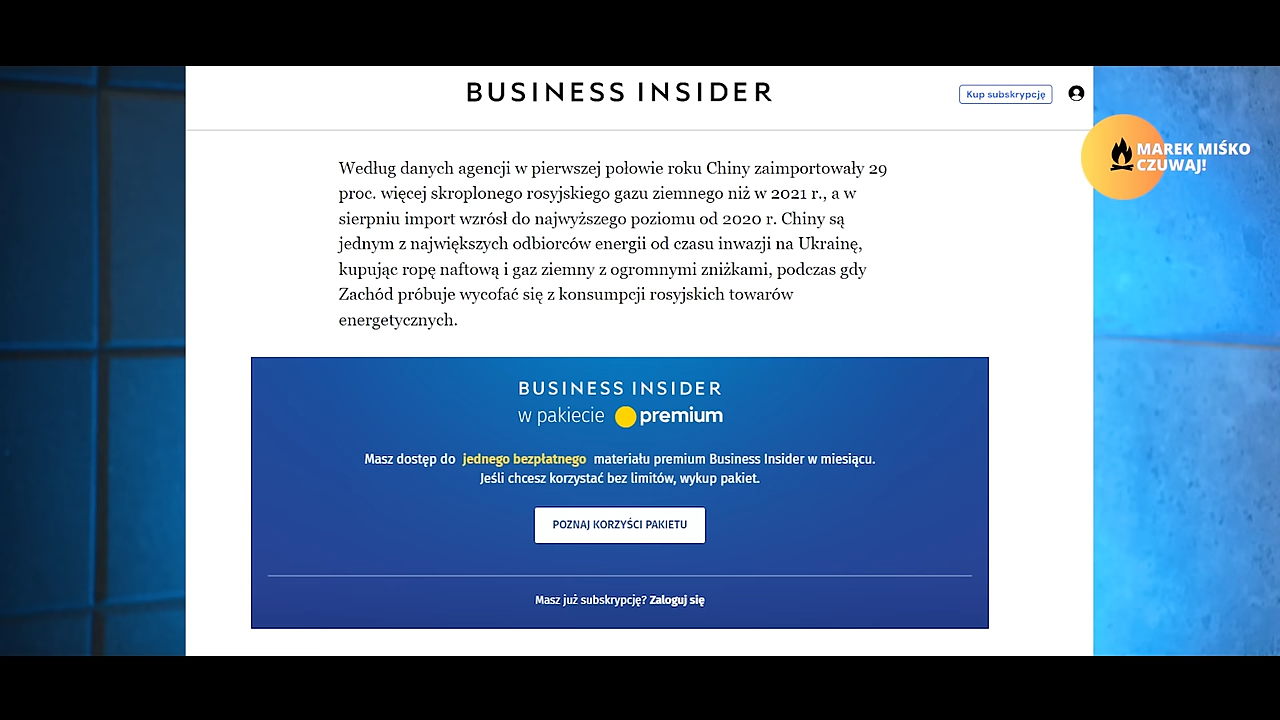 BUSINESS INSIDER
Kup subskrypcję
MAREK MIŚKO
CZUWAJ!
Według danych agencji w pierwszej połowie roku Chiny zaimportowały 29
proc. więcej skroplonego rosyjskiego gazu ziemnego niż w 2021 r., a w
sierpniu import wzrósł do najwyższego poziomu od 2020 r. Chiny są
jednym z największych odbiorców energii od czasu inwazji na Ukrainę,
kupując ropę naftową i gaz ziemny z ogromnymi zniżkami, podczas gdy
Zachód próbuje wycofać się z konsumpcji rosyjskich towarów
energetycznych.
BUSINESS INSIDER
w pakiecie premium
Masz dostęp do jednego bezpłatnego materiału premium Business Insider w miesiącu.
Jeśli chcesz korzystać bez limitów, wykup pakiet.
POZNAJ KORZYŚCI PAKIETU
Masz już subskrypcję? Zaloguj się